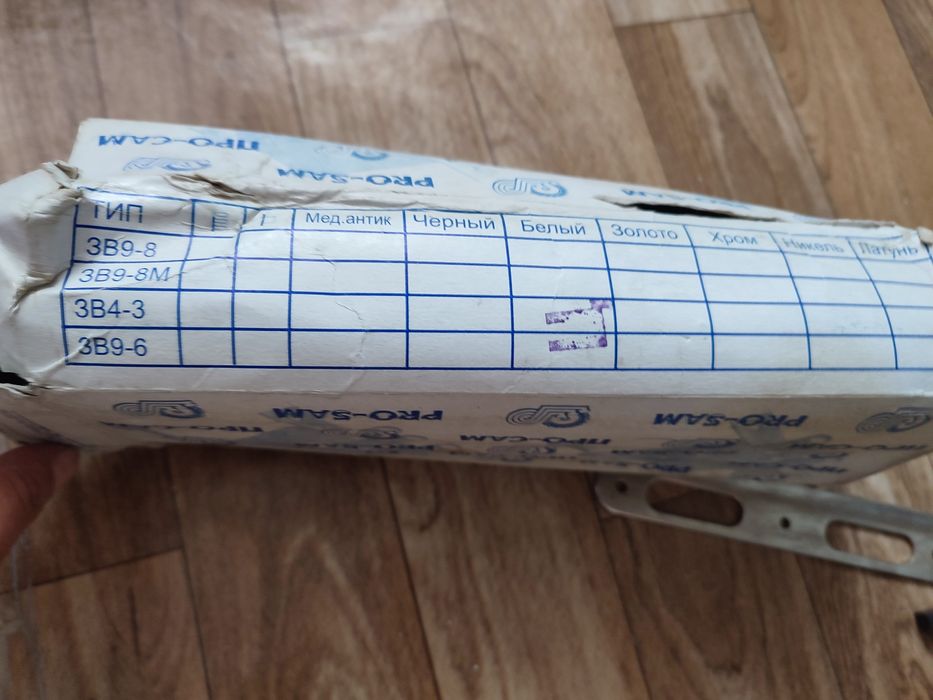 ПРО-САМ
PRO-SAM
ТИП Мед.антик Черный Белый Золото Хром Никель Латунь
ЗВ9-8
ЗВ9-8М
ЗВ4-3
ЗВ9-6
PRO-SAM PRO-SAM
ПРО-САМ